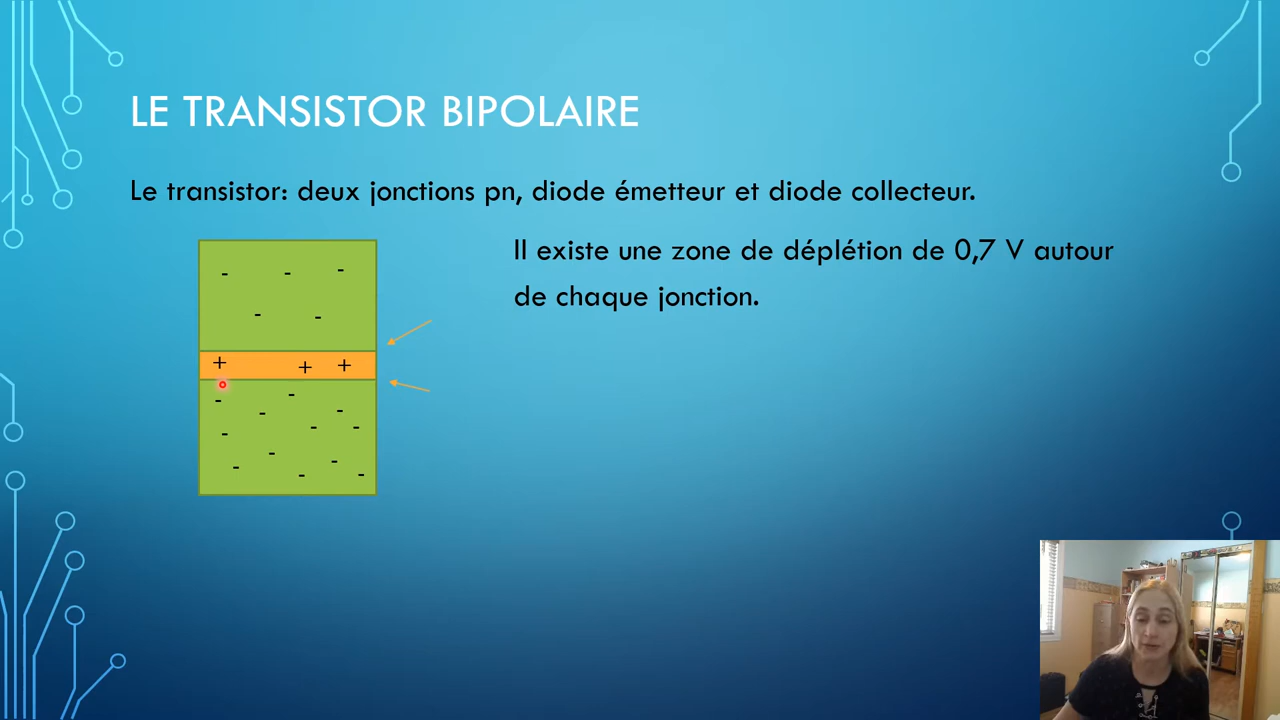 LE TRANSISTOR BIPOLAIRE
Le transistor: deux jonctions pn, diode émetteur et diode collecteur.
Il existe une zone de déplétion de 0,7 V autour
de chaque jonction.
- - -
- -
+ + +
- -
- -
- - -
- -
- - -